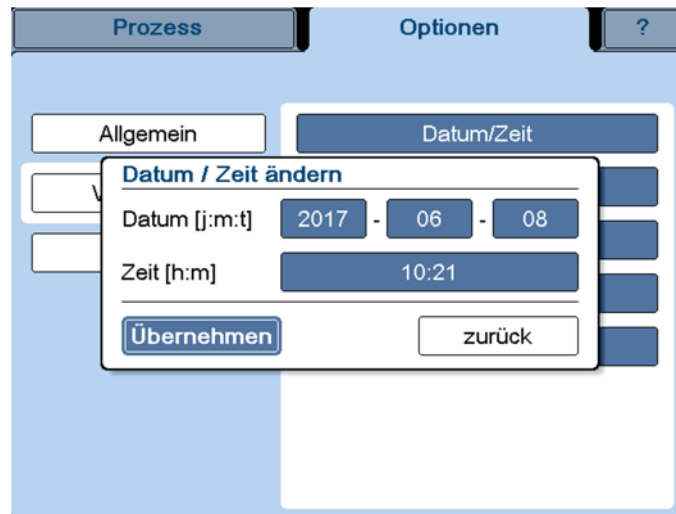 Prozess Optionen ?
Allgemein Datum/Zeit
Datum / Zeit ändern
Datum [j:m:t] 2017 - 06 - 08
Zeit [h:m] 10:21
Übernehmen zurück